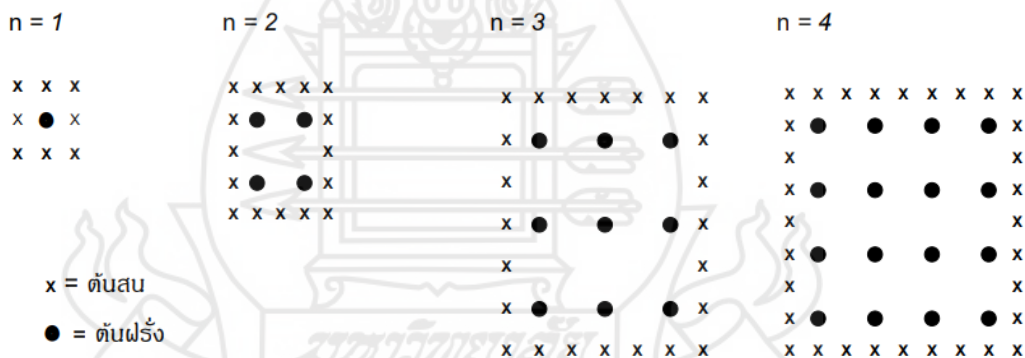 n = 1
n = 2
n = 3
n = 4
x = ต้นสน
● = ต้นฝรั่ง